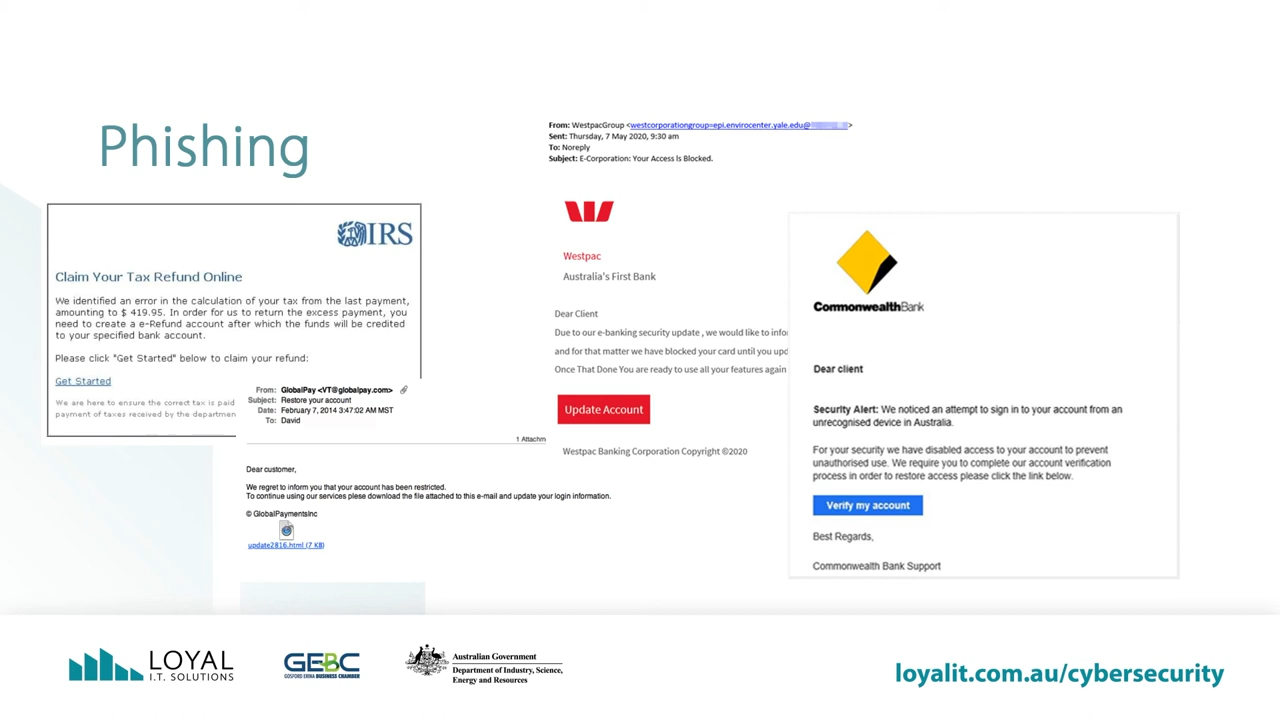 Phishing
IRS
Claim Your Tax Refund Online
We identified an error in the calculation of your tax from the last payment,
amounting to $ 419.95. In order for us to return the excess payment, you
need to create a e-Refund account after which the funds will be credited
to your specified bank account.
Please click "Get Started" below to claim your refund:
Get Started
We are here to ensure the correct tax is paid
payment of taxes received by the departmen
From: GlobalPay <VT@globalpay.com>
Subject: Restore your account
Date: February 7, 2014 3:47:02 AM MST
To: David
1 Attachm
Dear customer,
We regret to inform you that your account has been restricted.
To continue using our services plese download the file attached to this e-mail and update your login information.
© GlobalPaymentsInc
update2816.html (7 KB)
From: WestpacGroup <westcorporationgroup=epi.envirocenter.yale.edu@
Sent: Thursday, 7 May 2020, 9:30 am
To: Noreply
Subject: E-Corporation: Your Access Is Blocked.
Westpac
Australia's First Bank
Dear Client
Due to our e-banking security update , we would like to infor
and for that matter we have blocked your card until you upd
Once That Done You are ready to use all your features again
Update Account
Westpac Banking Corporation Copyright ©2020
CommonwealthBank
Dear client
Security Alert: We noticed an attempt to sign in to your account from an
unrecognised device in Australia.
For your security we have disabled access to your account to prevent
unauthorised use. We require you to complete our account verification
process in order to restore access please click the link below.
Verify my account
Best Regards,
Commonwealth Bank Support
LOYAL
I.T. SOLUTIONS
GEBC
GOSFORD ERINA BUSINESS CHAMBER
Australian Government
Department of Industry, Science,
Energy and Resources
loyalit.com.au/cybersecurity